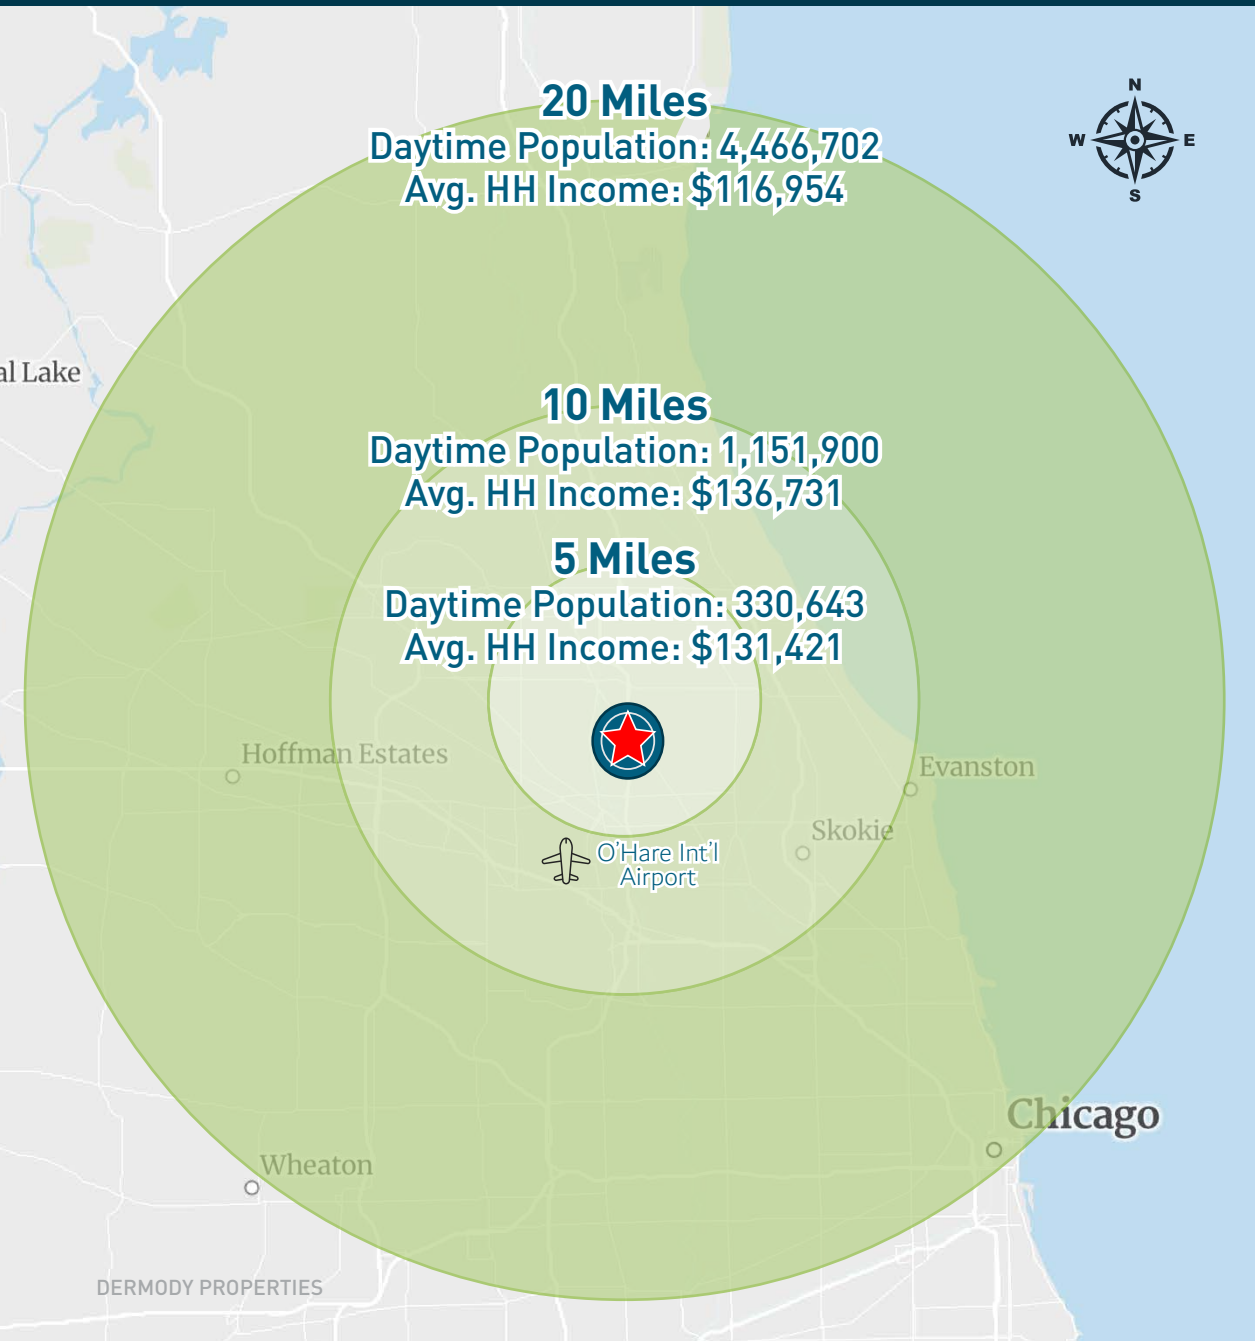 N
W E
S
20 Miles
Daytime Population: 4,466,702
Avg. HH Income: $116,954
al Lake
10 Miles
Daytime Population: 1,151,900
Avg. HH Income: $136,731
5 Miles
Daytime Population: 330,643
Avg. HH Income: $131,421
Hoffman Estates
Evanston
Skokie
O'Hare Int'l
Airport
Chicago
Wheaton
DERMODY PROPERTIES